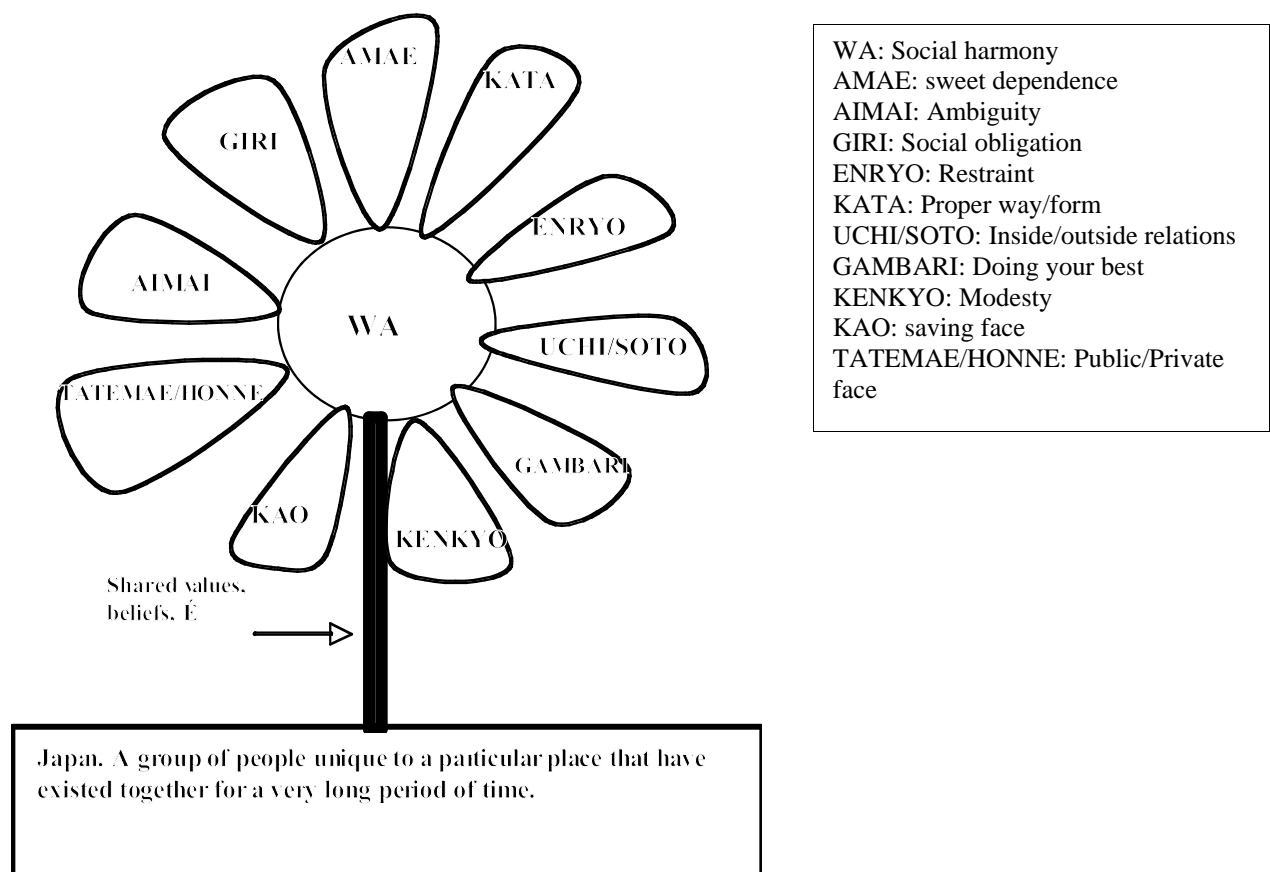 AMAE
KATA
GIRI
ENRYO
AIMAI
WA
UCHI/SOTO
TATEMAE/HONNE
GAMBARI
KAO
KENKYO
Shared values,
beliefs, É
Japan. A group of people unique to a particular place that have
existed together for a very long period of time.
WA: Social harmony
AMAE: sweet dependence
AIMAI: Ambiguity
GIRI: Social obligation
ENRYO: Restraint
KATA: Proper way/form
UCHI/SOTO: Inside/outside relations
GAMBARI: Doing your best
KENKYO: Modesty
KAO: saving face
TATEMAE/HONNE: Public/Private
face